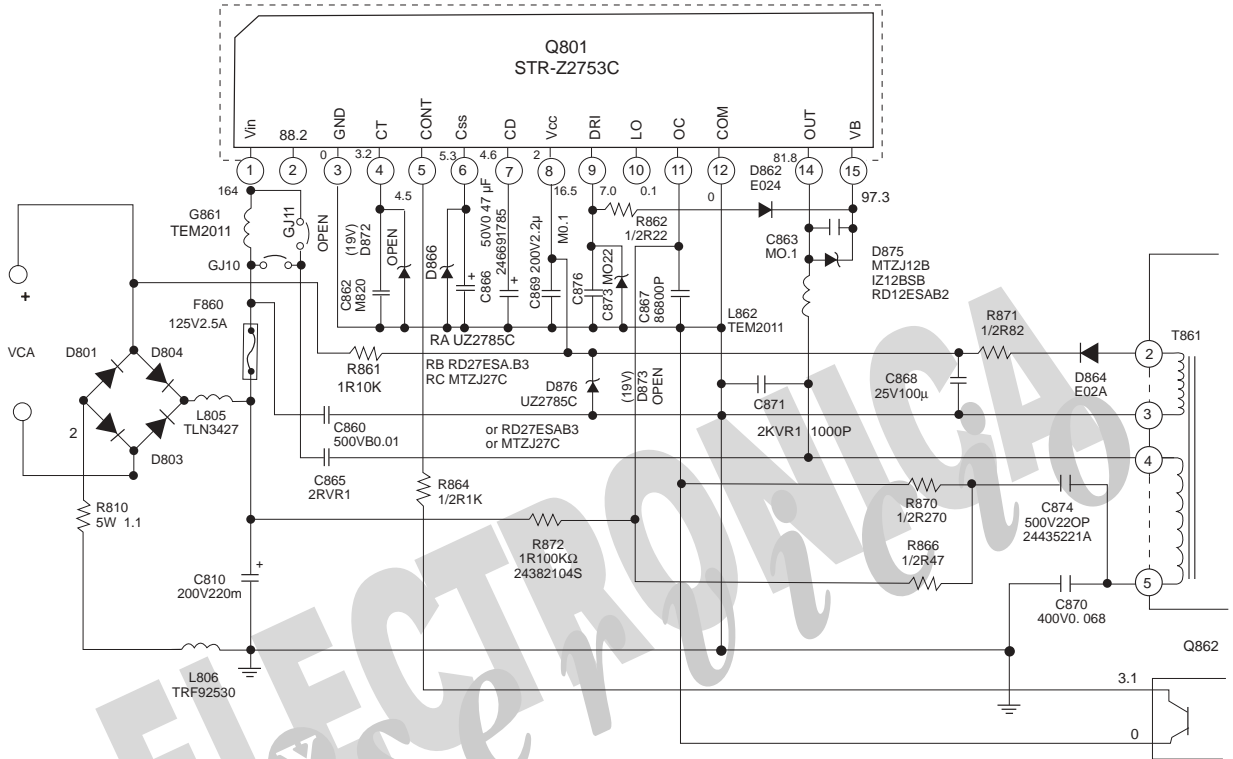 Q801
STR-Z2753C
Vin
88.2
GND
CT
CONT
Css
CD
Vcc
DRI
LO
OC
COM
OUT
VB
0
3.2
5.3
4.6
2
81.8
1
2
3
4
5
6
7
8
9
10
11
12
14
15
164
4.5
16.5
7.0
0.1
0
97.3
D862
E024
G861
TEM2011
GJ11
OPEN
GJ10
(19V)
D872
OPEN
C862
M820
D866
50V0 47 µF
246691785
C866
M0.1
C869 200V2.2µ
C876
C873 MO22
R862
1/2R22
C867
86800P
C863
MO.1
D875
MTZJ12B
IZ12BSB
RD12ESAB2
L862
TEM2011
+
VCA
F860
125V2.5A
D801
D804
2
D803
L805
TLN3427
R861
1R10K
RA UZ2785C
RB RD27ESA.B3
RC MTZJ27C
D876
UZ2785C
or RD27ESAB3
or MTZJ27C
(19V)
D873
OPEN
C871
2KVR1 1000P
C868
25V100µ
R871
1/2R82
D864
E02A
T861
2
3
4
5
C860
500VB0.01
C865
2RVR1
R864
1/2R1K
R810
5W 1.1
R872
1R100KΩ
24382104S
R870
1/2R270
R866
1/2R47
C874
500V22OP
24435221A
C870
400V0. 068
C810
200V220m
+
L806
TRF92530
Q862
3.1
0
ELECTRONICA
y servicio